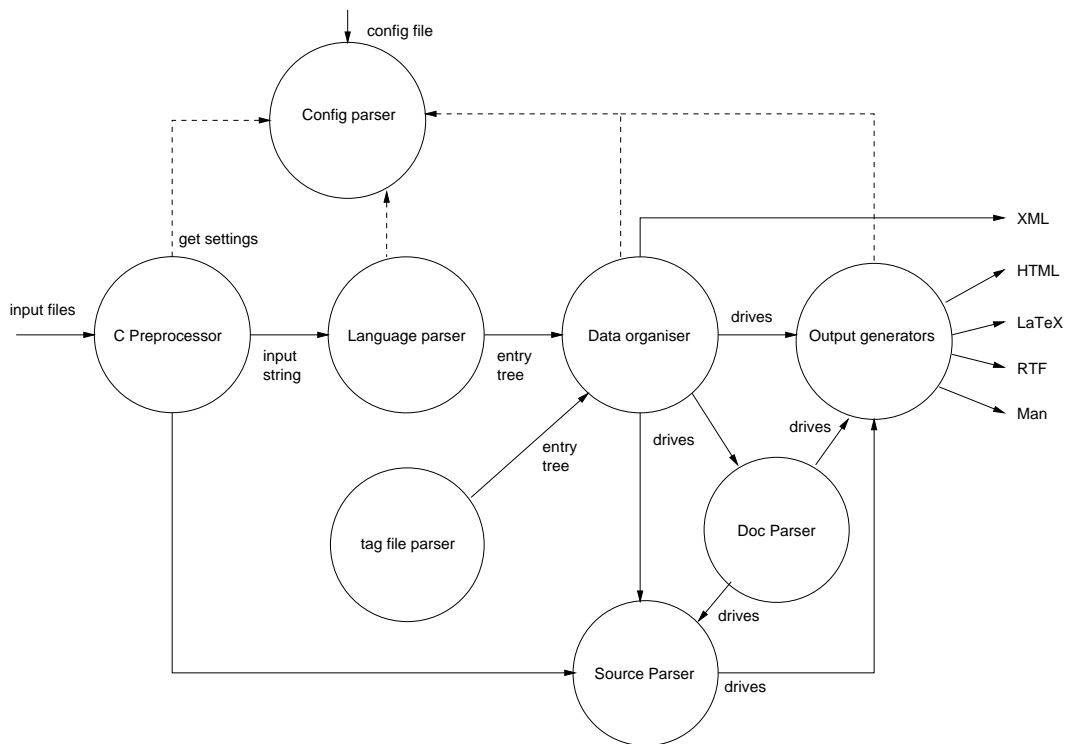 config file
Config parser
get settings
XML
HTML
input files
C Preprocessor
input
string
Language parser
entry
tree
Data organiser
drives
Output generators
LaTeX
RTF
Man
entry
tree
drives
drives
tag file parser
Doc Parser
drives
Source Parser
drives